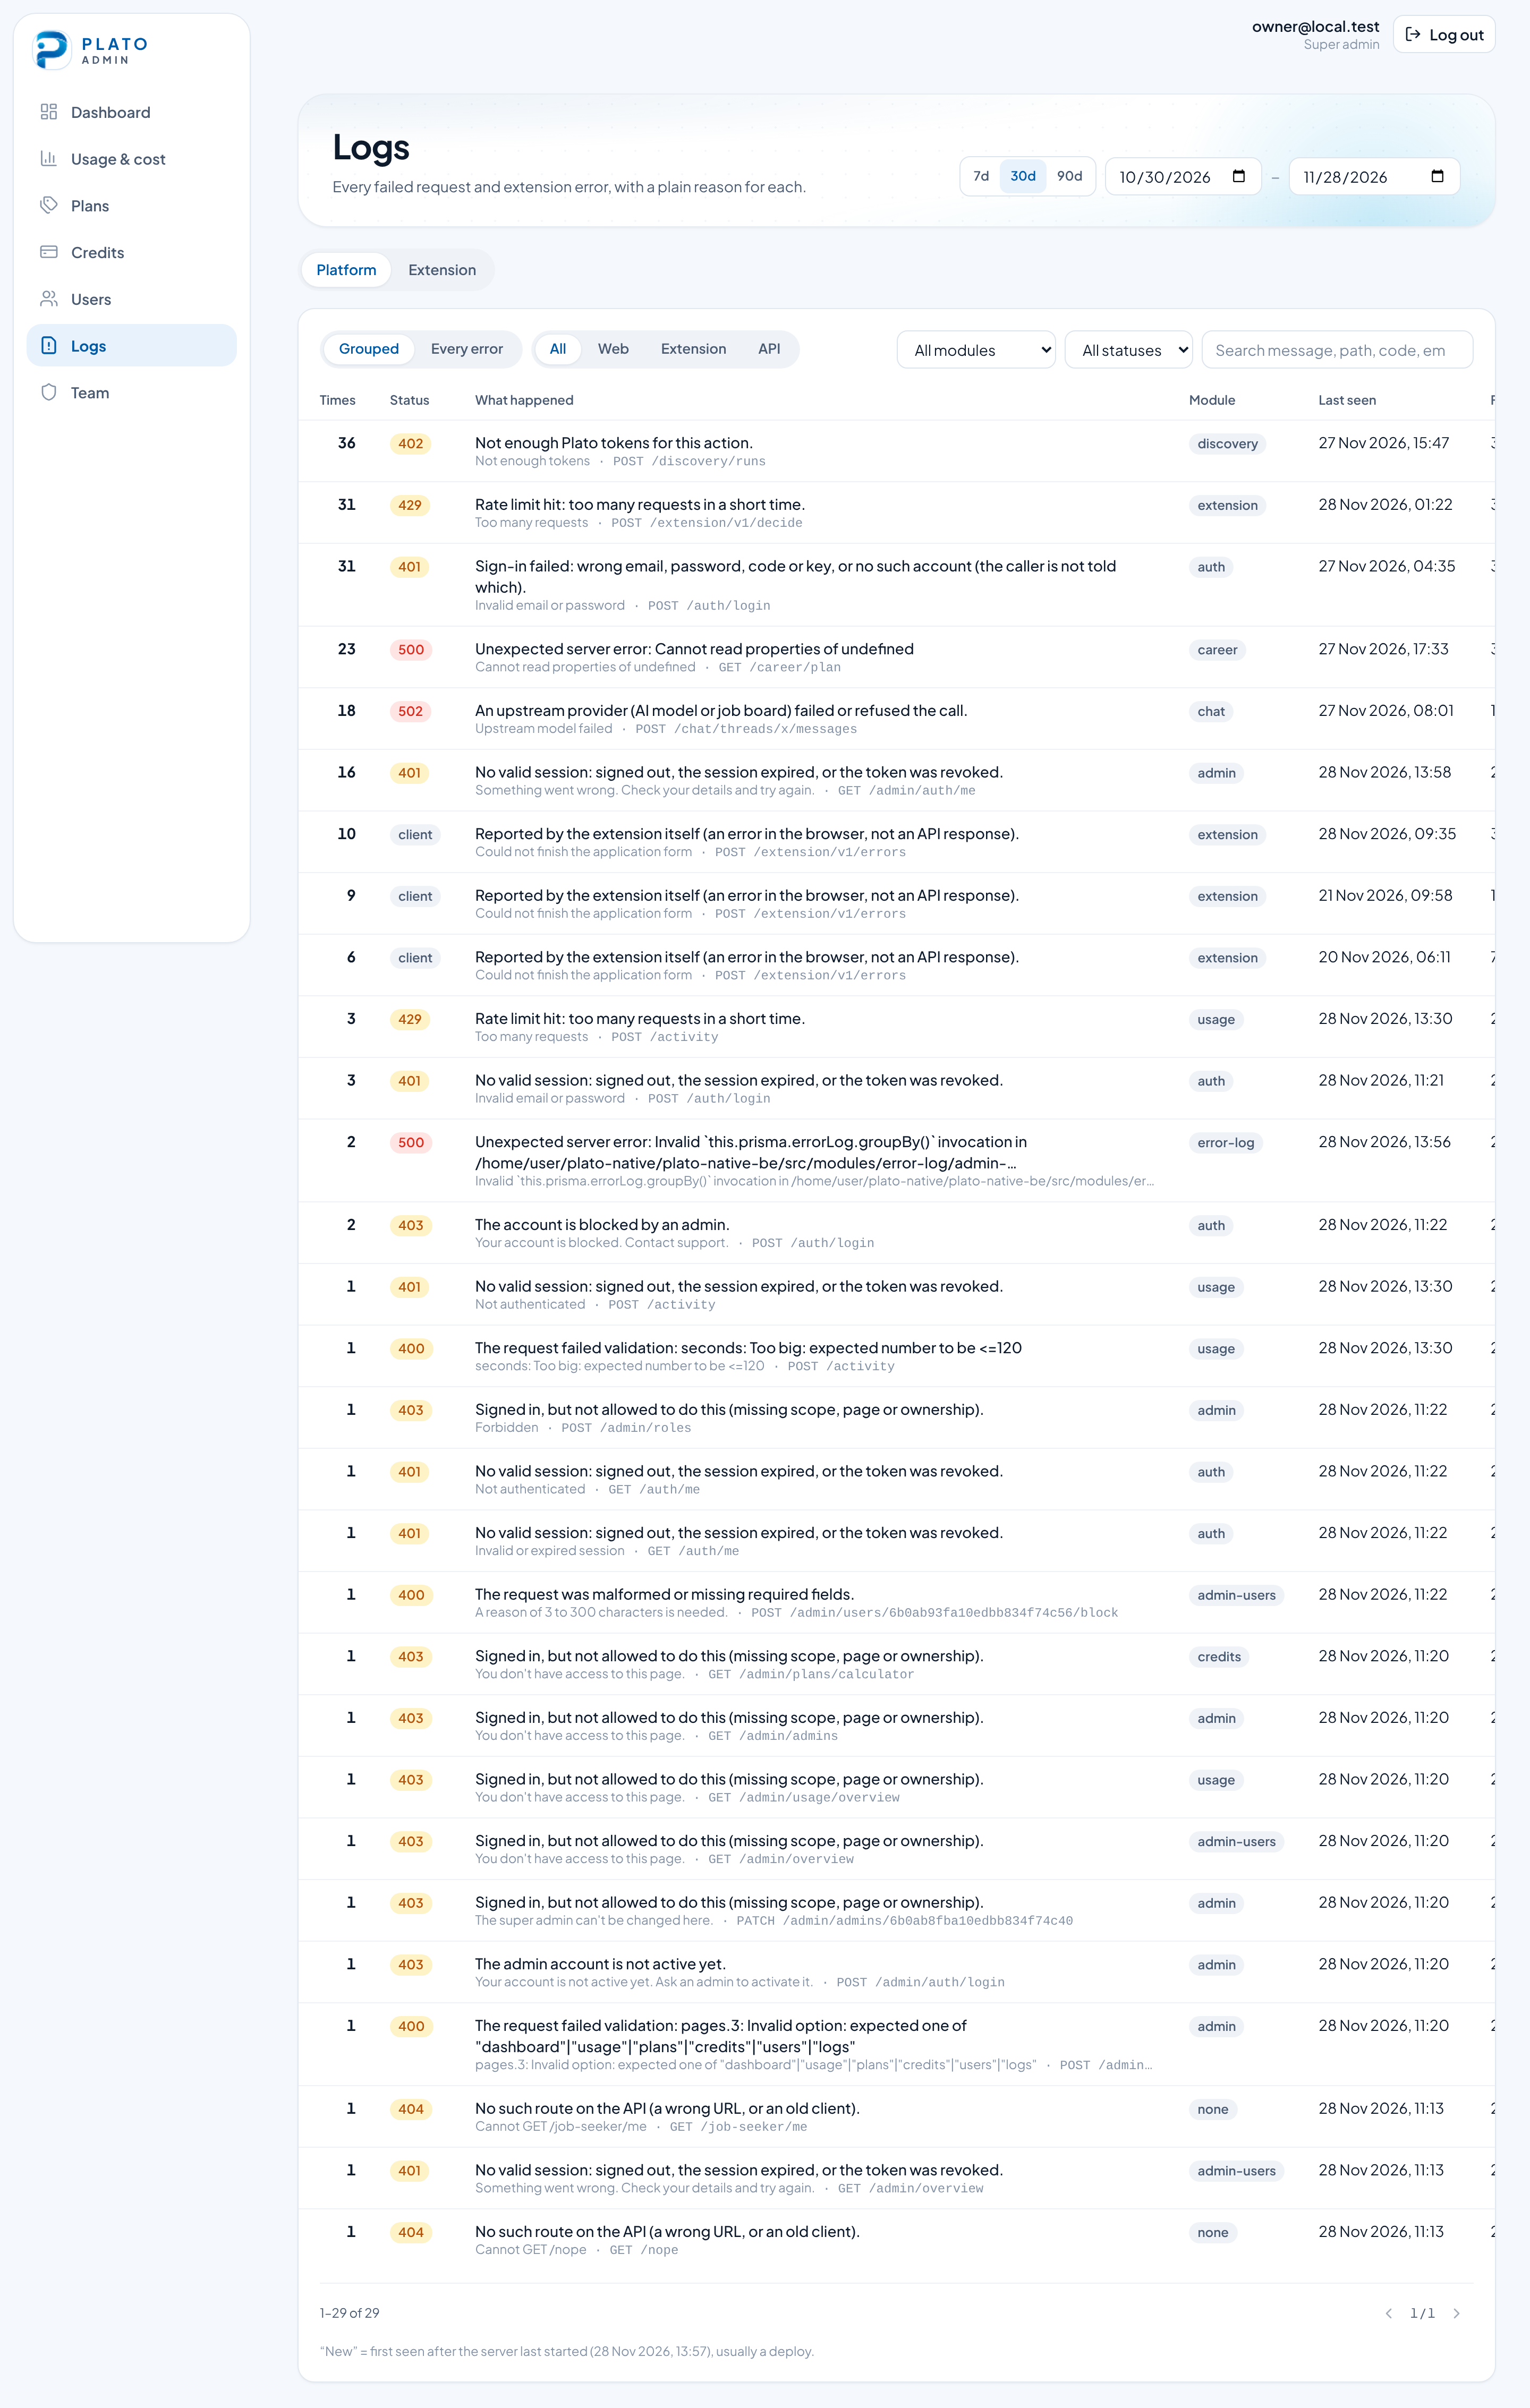 PLATO
ADMIN
owner@local.test
Super admin
Log out
Dashboard
Usage & cost
Plans
Credits
Users
Logs
Team
Logs
Every failed request and extension error, with a plain reason for each.
7d 30d 90d 10/30/2026 – 11/28/2026
Platform Extension
Grouped Every error All Web Extension API All modules All statuses Search message, path, code, em
Times Status What happened Module Last seen
36 402 Not enough Plato tokens for this action. discovery 27 Nov 2026, 15:47
Not enough tokens · POST /discovery/runs
31 429 Rate limit hit: too many requests in a short time. extension 28 Nov 2026, 01:22
Too many requests · POST /extension/v1/decide
31 401 Sign-in failed: wrong email, password, code or key, or no such account (the caller is not told auth 27 Nov 2026, 04:35
which).
Invalid email or password · POST /auth/login
23 500 Unexpected server error: Cannot read properties of undefined career 27 Nov 2026, 17:33
Cannot read properties of undefined · GET /career/plan
18 502 An upstream provider (AI model or job board) failed or refused the call. chat 27 Nov 2026, 08:01
Upstream model failed · POST /chat/threads/x/messages
16 401 No valid session: signed out, the session expired, or the token was revoked. admin 28 Nov 2026, 13:58
Something went wrong. Check your details and try again. · GET /admin/auth/me
10 client Reported by the extension itself (an error in the browser, not an API response). extension 28 Nov 2026, 09:35
Could not finish the application form · POST /extension/v1/errors
9 client Reported by the extension itself (an error in the browser, not an API response). extension 21 Nov 2026, 09:58
Could not finish the application form · POST /extension/v1/errors
6 client Reported by the extension itself (an error in the browser, not an API response). extension 20 Nov 2026, 06:11
Could not finish the application form · POST /extension/v1/errors
3 429 Rate limit hit: too many requests in a short time. usage 28 Nov 2026, 13:30
Too many requests · POST /activity
3 401 No valid session: signed out, the session expired, or the token was revoked. auth 28 Nov 2026, 11:21
Invalid email or password · POST /auth/login
2 500 Unexpected server error: Invalid `this.prisma.errorLog.groupBy()` invocation in error-log 28 Nov 2026, 13:56
/home/user/plato-native/plato-native-be/src/modules/error-log/admin-…
Invalid `this.prisma.errorLog.groupBy()` invocation in /home/user/plato-native/plato-native-be/src/modules/er…
2 403 The account is blocked by an admin. auth 28 Nov 2026, 11:22
Your account is blocked. Contact support. · POST /auth/login
1 401 No valid session: signed out, the session expired, or the token was revoked. usage 28 Nov 2026, 13:30
Not authenticated · POST /activity
1 400 The request failed validation: seconds: Too big: expected number to be <=120 usage 28 Nov 2026, 13:30
seconds: Too big: expected number to be <=120 · POST /activity
1 403 Signed in, but not allowed to do this (missing scope, page or ownership). admin 28 Nov 2026, 11:22
Forbidden · POST /admin/roles
1 401 No valid session: signed out, the session expired, or the token was revoked. auth 28 Nov 2026, 11:22
Not authenticated · GET /auth/me
1 401 No valid session: signed out, the session expired, or the token was revoked. auth 28 Nov 2026, 11:22
Invalid or expired session · GET /auth/me
1 400 The request was malformed or missing required fields. admin-users 28 Nov 2026, 11:22
A reason of 3 to 300 characters is needed. · POST /admin/users/6b0ab93fa10edbb834f74c56/block
1 403 Signed in, but not allowed to do this (missing scope, page or ownership). credits 28 Nov 2026, 11:20
You don't have access to this page. · GET /admin/plans/calculator
1 403 Signed in, but not allowed to do this (missing scope, page or ownership). admin 28 Nov 2026, 11:20
You don't have access to this page. · GET /admin/admins
1 403 Signed in, but not allowed to do this (missing scope, page or ownership). usage 28 Nov 2026, 11:20
You don't have access to this page. · GET /admin/usage/overview
1 403 Signed in, but not allowed to do this (missing scope, page or ownership). admin-users 28 Nov 2026, 11:20
You don't have access to this page. · GET /admin/overview
1 403 Signed in, but not allowed to do this (missing scope, page or ownership). admin 28 Nov 2026, 11:20
The super admin can't be changed here. · PATCH /admin/admins/6b0ab8fba10edbb834f74c40
1 403 The admin account is not active yet. admin 28 Nov 2026, 11:20
Your account is not active yet. Ask an admin to activate it. · POST /admin/auth/login
1 400 The request failed validation: pages.3: Invalid option: expected one of admin 28 Nov 2026, 11:20
"dashboard"|"usage"|"plans"|"credits"|"users"|"logs"
pages.3: Invalid option: expected one of "dashboard"|"usage"|"plans"|"credits"|"users"|"logs" · POST /admin…
1 404 No such route on the API (a wrong URL, or an old client). none 28 Nov 2026, 11:13
Cannot GET /job-seeker/me · GET /job-seeker/me
1 401 No valid session: signed out, the session expired, or the token was revoked. admin-users 28 Nov 2026, 11:13
Something went wrong. Check your details and try again. · GET /admin/overview
1 404 No such route on the API (a wrong URL, or an old client). none 28 Nov 2026, 11:13
Cannot GET /nope · GET /nope
1–29 of 29 1/1
"New" = first seen after the server last started (28 Nov 2026, 13:57), usually a deploy.